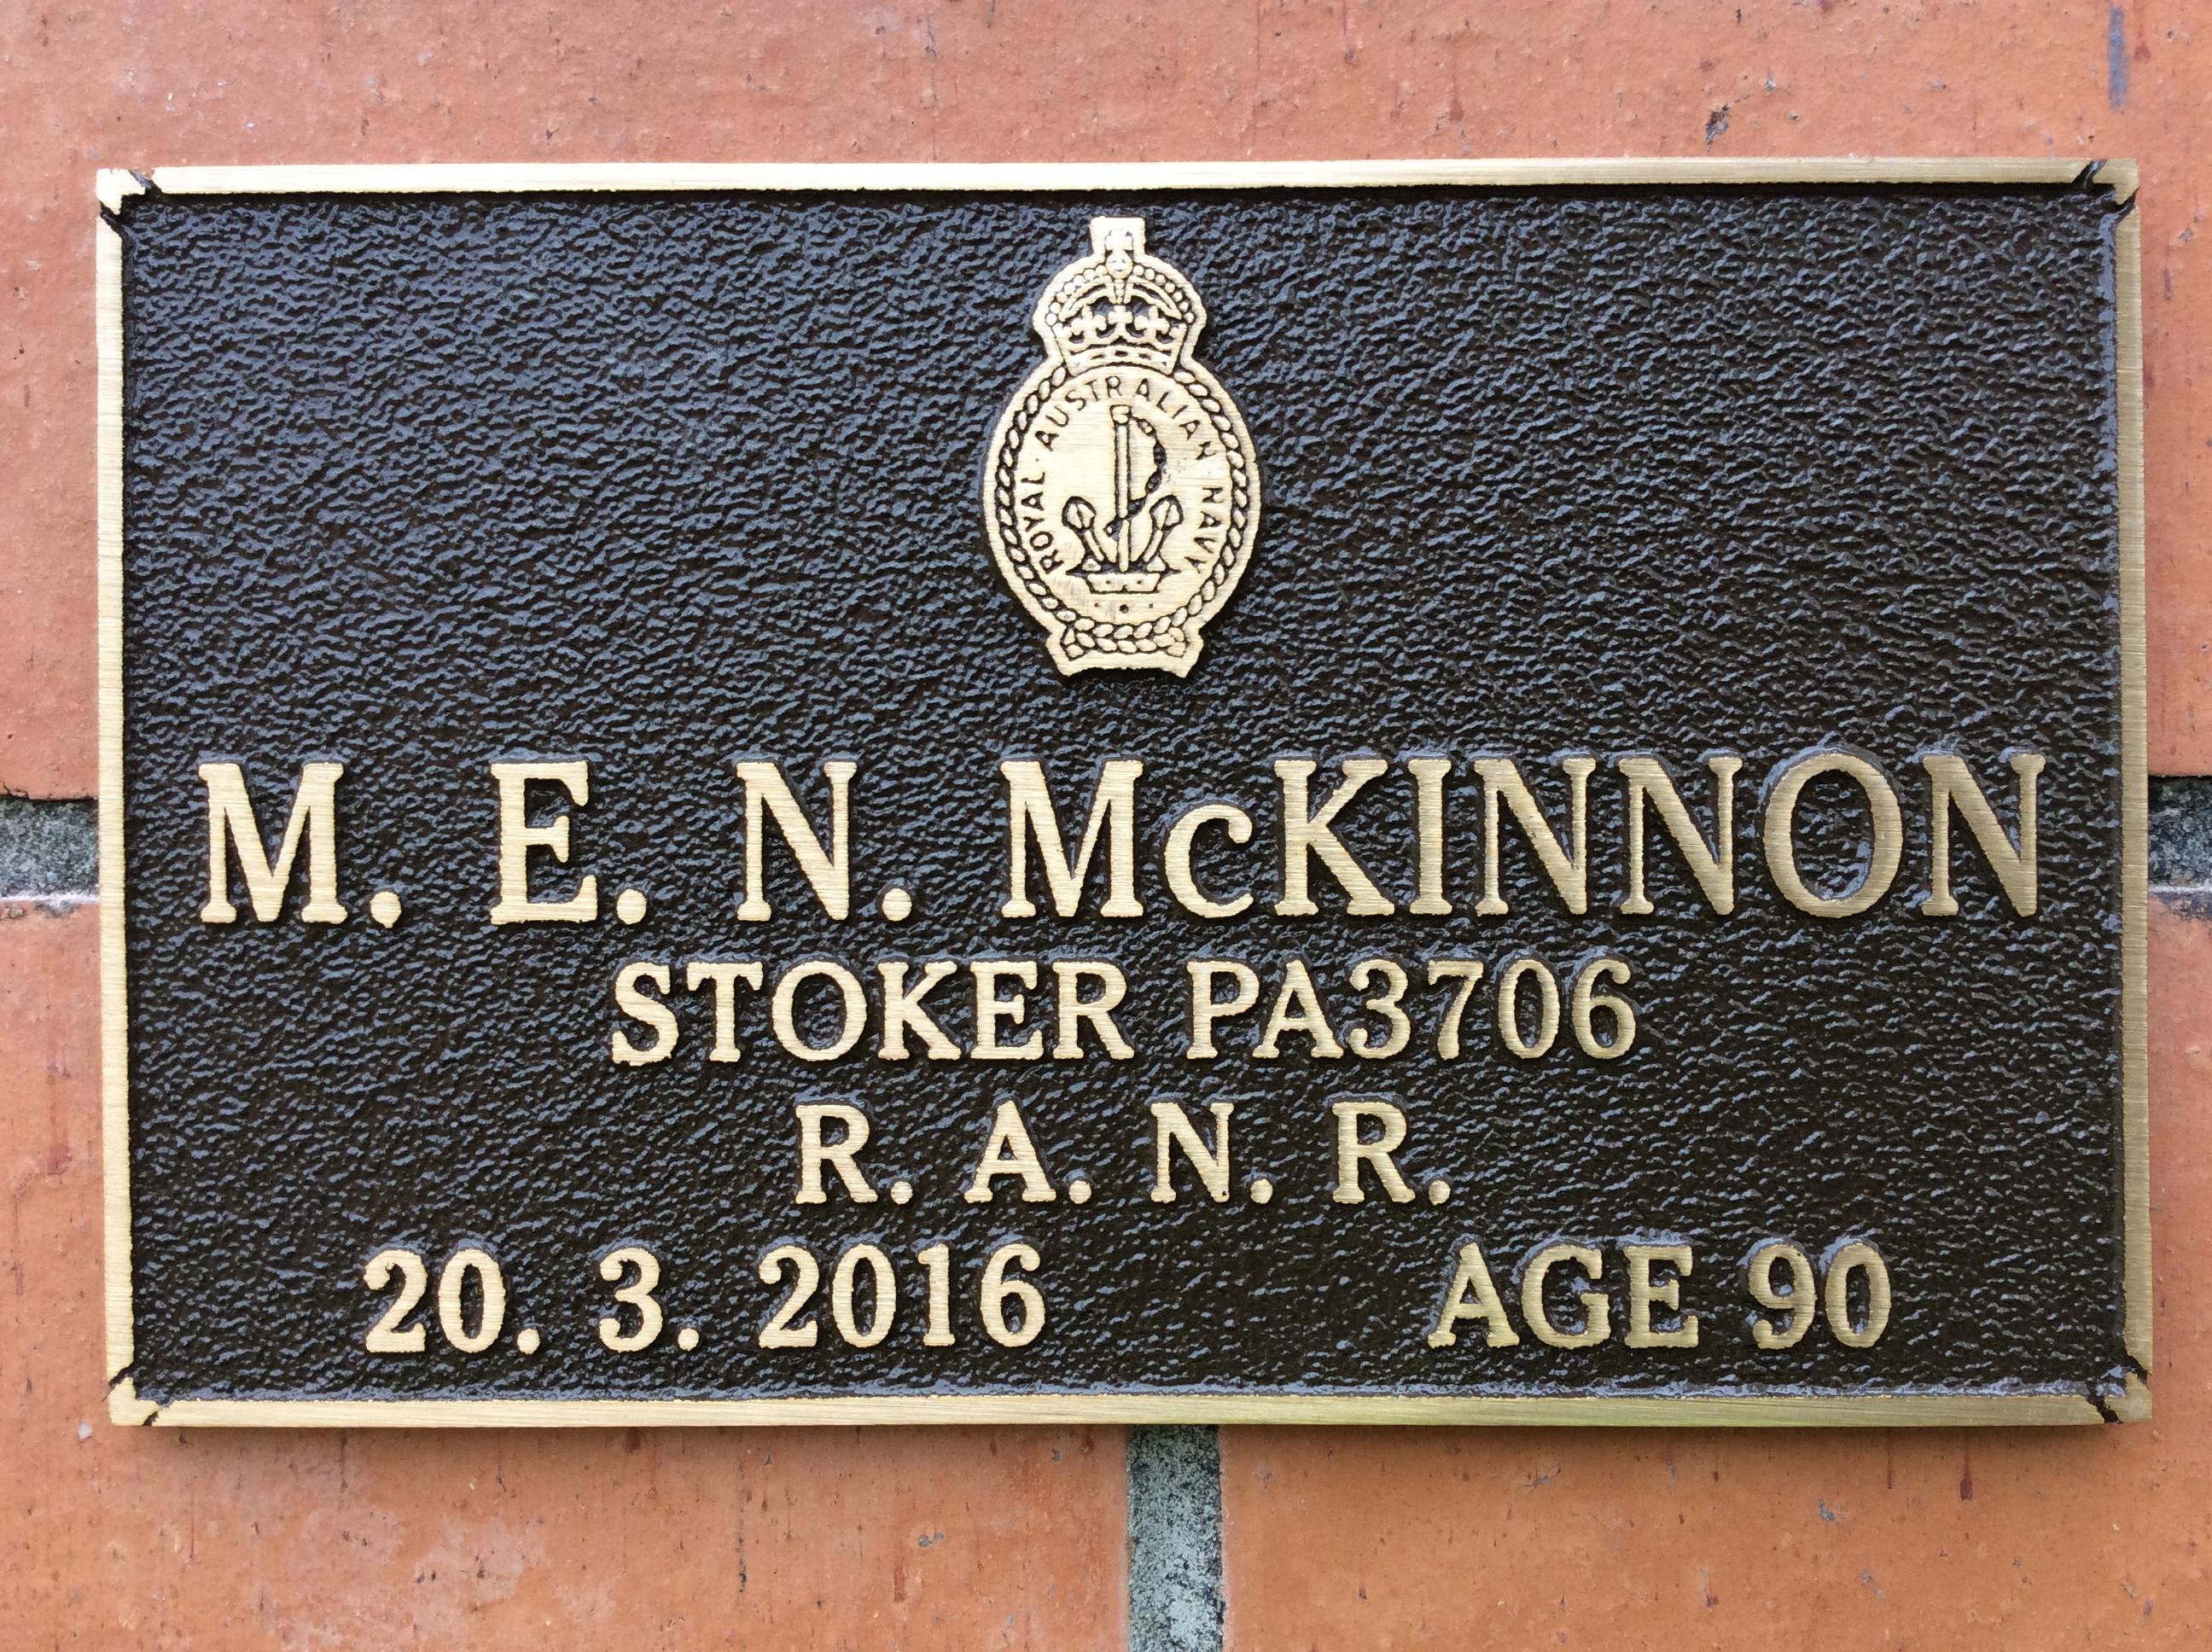 ROYAL · AUSTRALIAN NAVY
M. E. N. McKINNON
STOKER PA3706
R. A. N. R.
20. 3. 2016 AGE 90